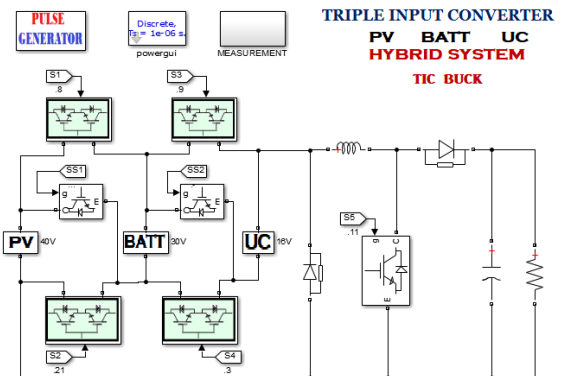 PULSE
GENERATOR
Discrete,
Ts = 1e-06 s.
powergui
MEASUREMENT
TRIPLE INPUT CONVERTER
PV BATT UC
HYBRID SYSTEM
TIC BUCK
S1
.8
S3
.9
SS1
SS2
g
E
C
g
E
C
PV 40V
BATT 30V
UC 16V
S5
.11
g
C
E
S2
.21
S4
.3